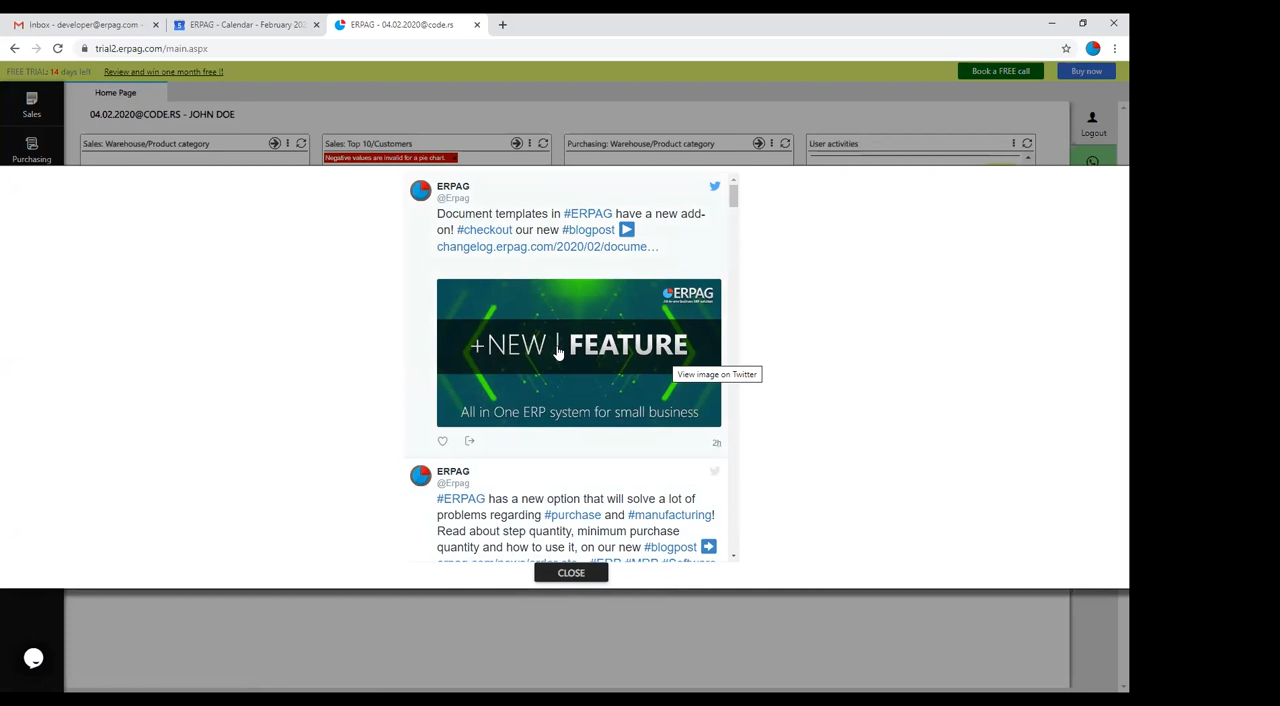 Inbox - developer@erpag.com -
ERPAG - Calendar - February 202
ERPAG - 04.02.2020@code.rs
trial2.erpag.com/main.aspx
FREE TRIAL: 14 days left
Review and win one month free it!
Book a FREE call
Buy now
Home Page
Sales
04.02.2020@CODE.RS - JOHN DOE
Logout
Sales: Warehouse/Product category
Sales: Top 10/Customers
Purchasing: Warehouse/Product category
User activities
Negative values are invalid for a pie chart.
Purchasing
ERPAG
@Erpag
Document templates in #ERPAG have a new add-
on! #checkout our new #blogpost
changelog.erpag.com/2020/02/docume…
ERPAG
+NEW | FEATURE
View image on Twitter
All in One ERP system for small business
2h
ERPAG
@Erpag
#ERPAG has a new option that will solve a lot of
problems regarding #purchase and #manufacturing!
Read about step quantity, minimum purchase
quantity and how to use it, on our new #blogpost
CLOSE